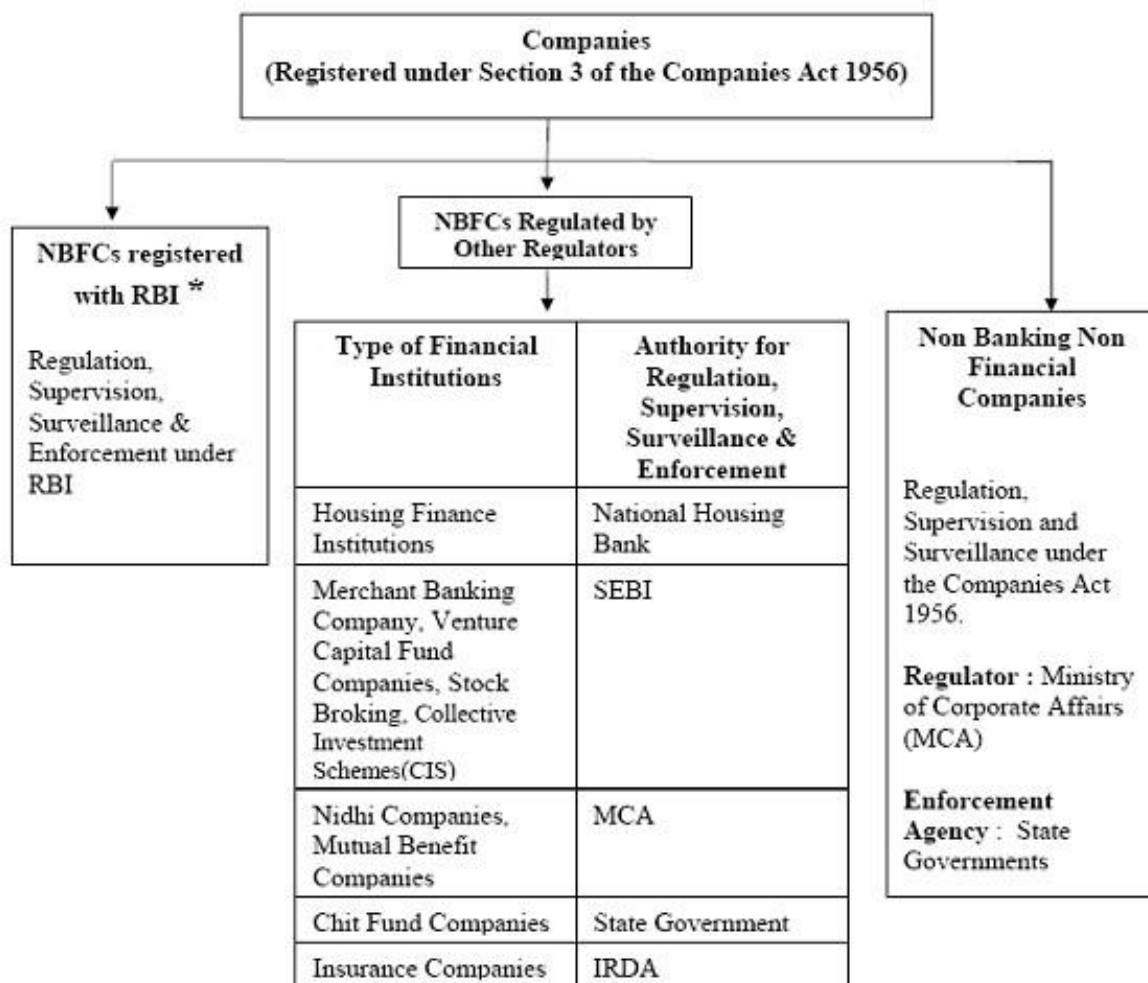 Companies
(Registered under Section 3 of the Companies Act 1956)
NBFCs registered
with RBI *
Regulation,
Supervision,
Surveillance &
Enforcement under
RBI
NBFCs Regulated by
Other Regulators
Type of Financial
Institutions
Authority for
Regulation,
Supervision,
Surveillance &
Enforcement
Housing Finance
Institutions
National Housing
Bank
Merchant Banking
Company, Venture
Capital Fund
Companies, Stock
Broking, Collective
Investment
Schemes(CIS)
SEBI
Nidhi Companies,
Mutual Benefit
Companies
MCA
Chit Fund Companies
State Government
Insurance Companies
IRDA
Non Banking Non
Financial
Companies
Regulation,
Supervision and
Surveillance under
the Companies Act
1956.
Regulator : Ministry
of Corporate Affairs
(MCA)
Enforcement
Agency : State
Governments